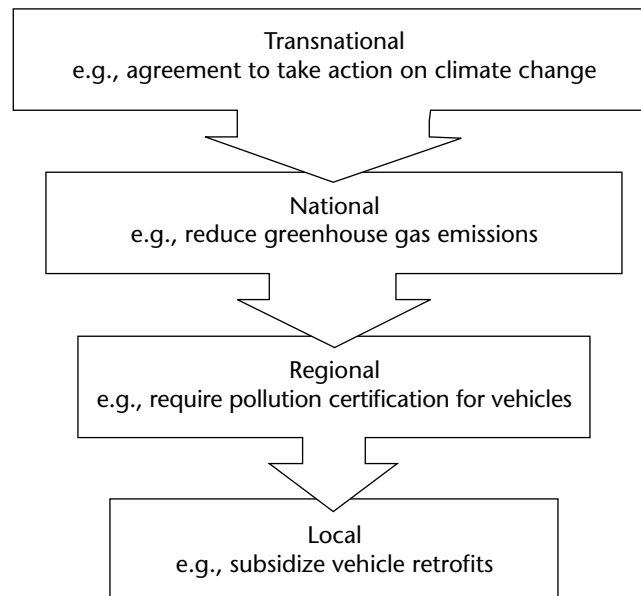 Transnational
e.g., agreement to take action on climate change
National
e.g., reduce greenhouse gas emissions
Regional
e.g., require pollution certification for vehicles
Local
e.g., subsidize vehicle retrofits